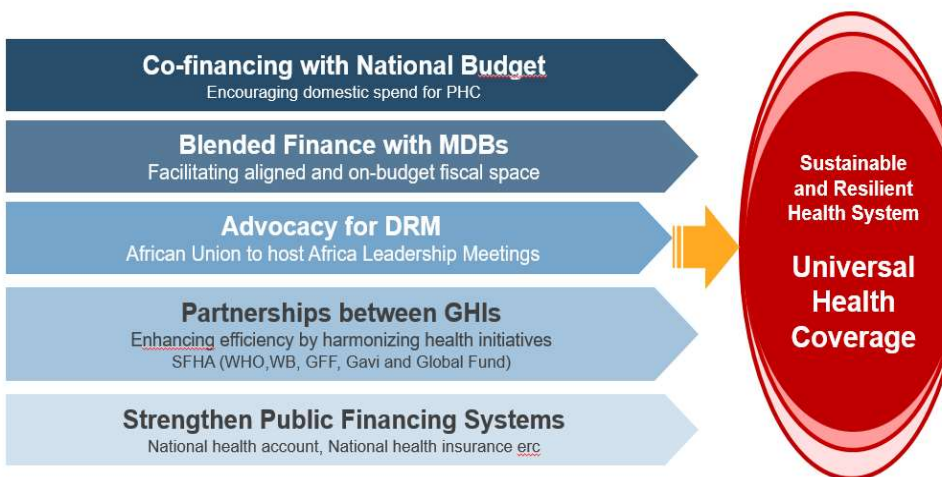 Co-financing with National Budget
Encouraging domestic spend for PHC
Blended Finance with MDBs
Facilitating aligned and on-budget fiscal space
Advocacy for DRM
African Union to host Africa Leadership Meetings
Partnerships between GHIs
Enhancing efficiency by harmonizing health initiatives
SFHA (WHO,WB, GFF, Gavi and Global Fund)
Strengthen Public Financing Systems
National health account, National health insurance erc
Sustainable
and Resilient
Health System
Universal
Health
Coverage